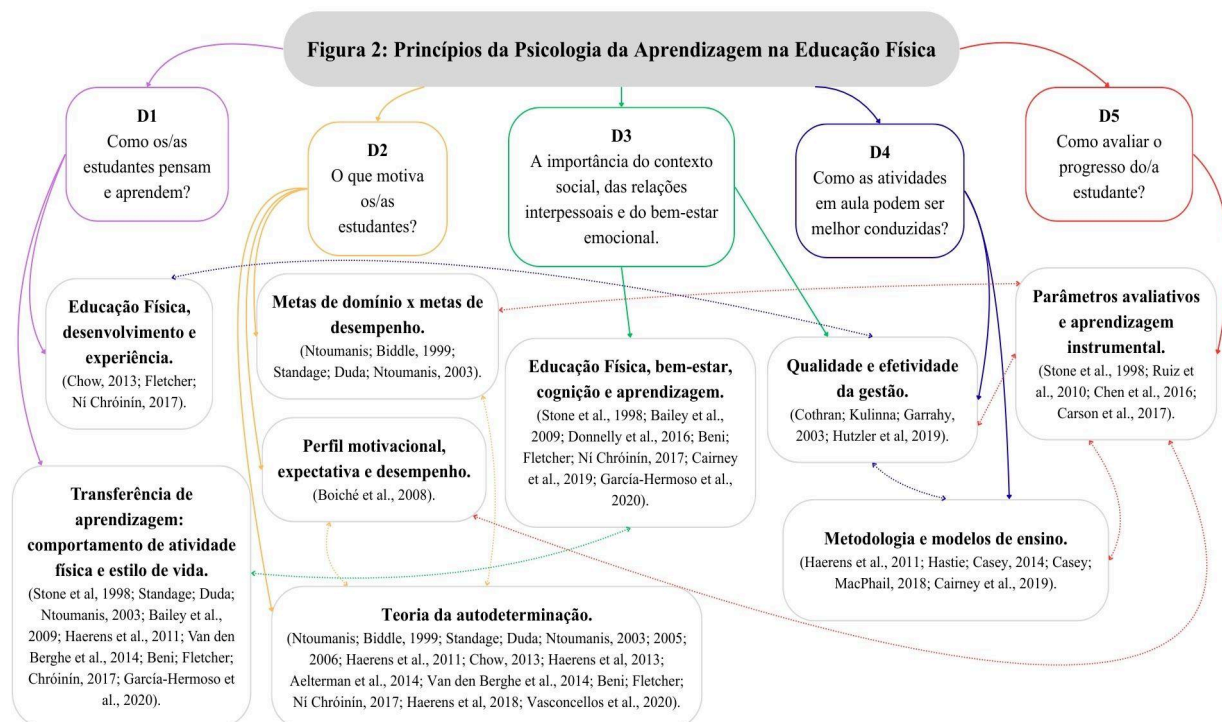 Figura 2: Princípios da Psicologia da Aprendizagem na Educação Física
D1
Como os/as
estudantes pensam
e aprendem?
D2
O que motiva
os/as
estudantes?
D3
A importância do contexto
social, das relações
interpessoais e do bem-estar
emocional.
D4
Como as atividades
em aula podem ser
melhor conduzidas?
D5
Como avaliar o
progresso do/a
estudante?
Educação Física,
desenvolvimento e
experiência.
(Chow, 2013; Fletcher;
Ní Chróinín, 2017).
Metas de domínio x metas de
desempenho.
(Ntoumanis; Biddle, 1999;
Standage; Duda; Ntoumanis, 2003).
Educação Física, bem-estar,
cognição e aprendizagem.
(Stone et al., 1998; Bailey et al.,
2009; Donnelly et al., 2016; Beni;
Fletcher; Ní Chróinín, 2017; Cairney
et al., 2019; García-Hermoso et al.,
2020).
Qualidade e efetividade
da gestão.
(Cothran; Kulinna; Garrahy,
2003; Hutzler et al, 2019).
Parâmetros avaliativos
e aprendizagem
instrumental.
(Stone et al., 1998; Ruiz et
al., 2010; Chen et al., 2016;
Carson et al., 2017).
Perfil motivacional,
expectativa e desempenho.
(Boiché et al., 2008).
Transferência de
aprendizagem:
comportamento de atividade
física e estilo de vida.
(Stone et al, 1998; Standage; Duda;
Ntoumanis, 2003; Bailey et al.,
2009; Haerens et al., 2011; Van den
Berghe et al., 2014; Beni; Fletcher;
Chróinín, 2017; García-Hermoso et
al., 2020).
Metodologia e modelos de ensino.
(Haerens et al., 2011; Hastie; Casey, 2014; Casey;
MacPhail, 2018; Cairney et al., 2019).
Teoria da autodeterminação.
(Ntoumanis; Biddle, 1999; Standage; Duda; Ntoumanis, 2003; 2005;
2006; Haerens et al., 2011; Chow, 2013; Haerens et al, 2013;
Aelterman et al., 2014; Van den Berghe et al., 2014; Beni; Fletcher;
Ní Chróinín, 2017; Haerens et al, 2018; Vasconcellos et al., 2020).